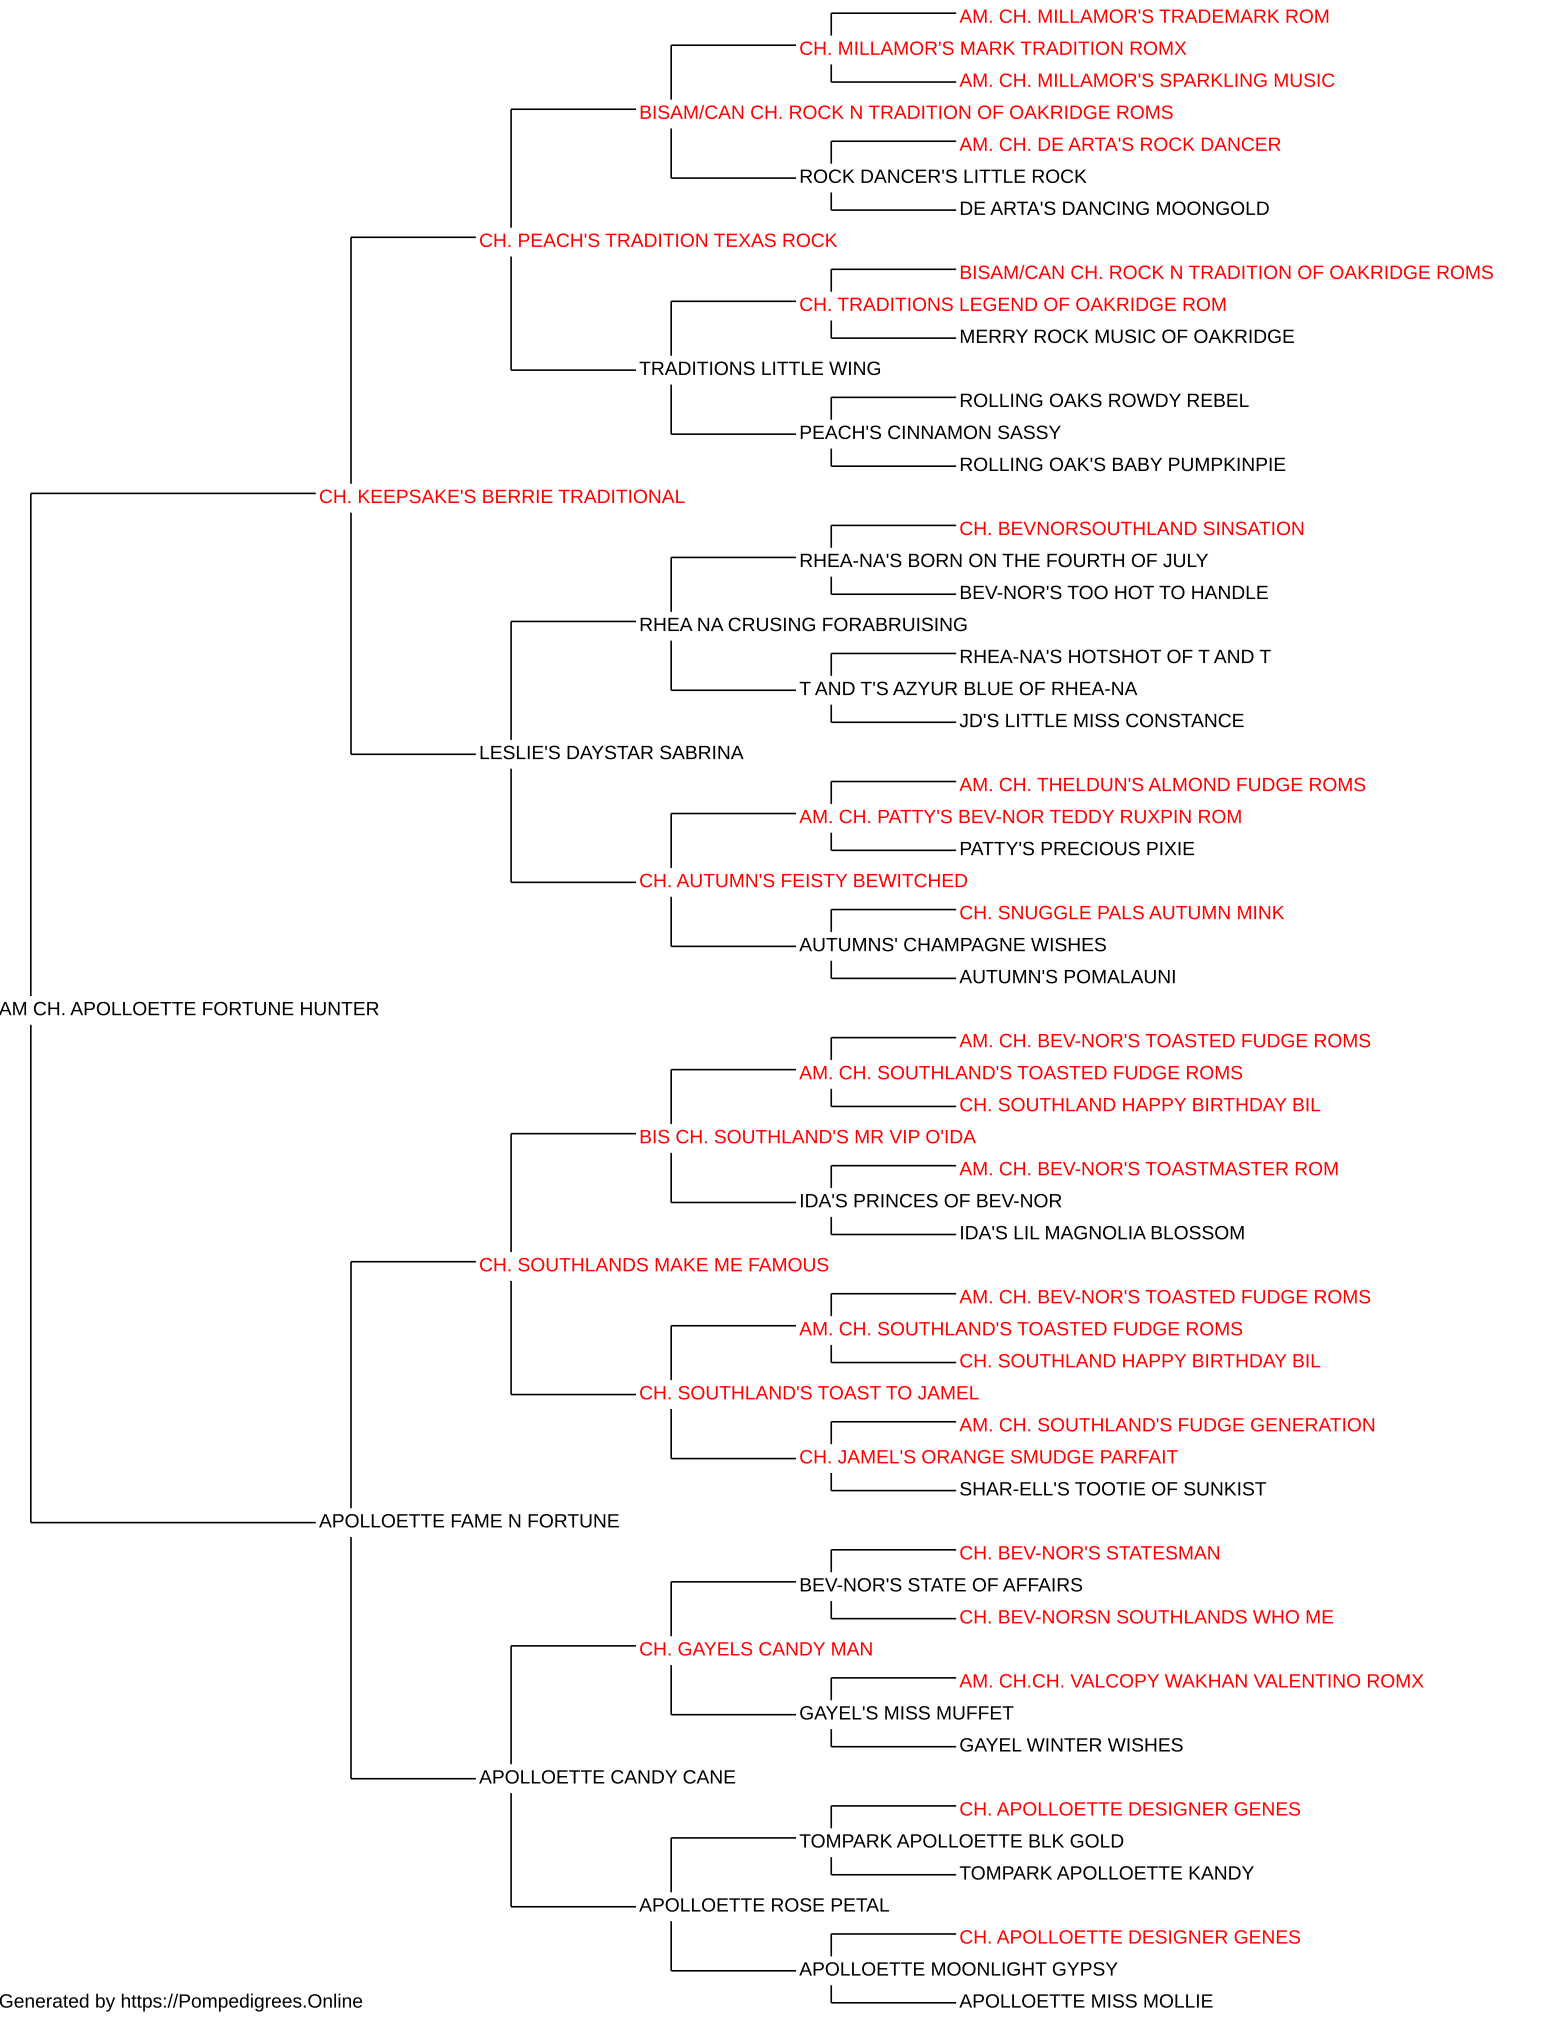 AM. CH. MILLAMOR'S TRADEMARK ROM
CH. MILLAMOR'S MARK TRADITION ROMX
AM. CH. MILLAMOR'S SPARKLING MUSIC
BISAM/CAN CH. ROCK N TRADITION OF OAKRIDGE ROMS
AM. CH. DE ARTA'S ROCK DANCER
ROCK DANCER'S LITTLE ROCK
DE ARTA'S DANCING MOONGOLD
CH. PEACH'S TRADITION TEXAS ROCK
BISAM/CAN CH. ROCK N TRADITION OF OAKRIDGE ROMS
CH. TRADITIONS LEGEND OF OAKRIDGE ROM
MERRY ROCK MUSIC OF OAKRIDGE
TRADITIONS LITTLE WING
ROLLING OAKS ROWDY REBEL
PEACH'S CINNAMON SASSY
ROLLING OAK'S BABY PUMPKINPIE
CH. KEEPSAKE'S BERRIE TRADITIONAL
CH. BEVNORSOUTHLAND SINSATION
RHEA-NA'S BORN ON THE FOURTH OF JULY
BEV-NOR'S TOO HOT TO HANDLE
RHEA NA CRUSING FORABRUISING
RHEA-NA'S HOTSHOT OF T AND T
T AND T'S AZYUR BLUE OF RHEA-NA
JD'S LITTLE MISS CONSTANCE
LESLIE'S DAYSTAR SABRINA
AM. CH. THELDUN'S ALMOND FUDGE ROMS
AM. CH. PATTY'S BEV-NOR TEDDY RUXPIN ROM
PATTY'S PRECIOUS PIXIE
CH. AUTUMN'S FEISTY BEWITCHED
CH. SNUGGLE PALS AUTUMN MINK
AUTUMNS' CHAMPAGNE WISHES
AUTUMN'S POMALAUNI
AM CH. APOLLOETTE FORTUNE HUNTER
AM. CH. BEV-NOR'S TOASTED FUDGE ROMS
AM. CH. SOUTHLAND'S TOASTED FUDGE ROMS
CH. SOUTHLAND HAPPY BIRTHDAY BIL
BIS CH. SOUTHLAND'S MR VIP O'IDA
AM. CH. BEV-NOR'S TOASTMASTER ROM
IDA'S PRINCES OF BEV-NOR
IDA'S LIL MAGNOLIA BLOSSOM
CH. SOUTHLANDS MAKE ME FAMOUS
AM. CH. BEV-NOR'S TOASTED FUDGE ROMS
AM. CH. SOUTHLAND'S TOASTED FUDGE ROMS
CH. SOUTHLAND HAPPY BIRTHDAY BIL
CH. SOUTHLAND'S TOAST TO JAMEL
AM. CH. SOUTHLAND'S FUDGE GENERATION
CH. JAMEL'S ORANGE SMUDGE PARFAIT
SHAR-ELL'S TOOTIE OF SUNKIST
APOLLOETTE FAME N FORTUNE
CH. BEV-NOR'S STATESMAN
BEV-NOR'S STATE OF AFFAIRS
CH. BEV-NORSN SOUTHLANDS WHO ME
CH. GAYELS CANDY MAN
AM. CH.CH. VALCOPY WAKHAN VALENTINO ROMX
GAYEL'S MISS MUFFET
GAYEL WINTER WISHES
APOLLOETTE CANDY CANE
CH. APOLLOETTE DESIGNER GENES
TOMPARK APOLLOETTE BLK GOLD
TOMPARK APOLLOETTE KANDY
APOLLOETTE ROSE PETAL
CH. APOLLOETTE DESIGNER GENES
APOLLOETTE MOONLIGHT GYPSY
APOLLOETTE MISS MOLLIE
Generated by https://Pompedigrees.Online